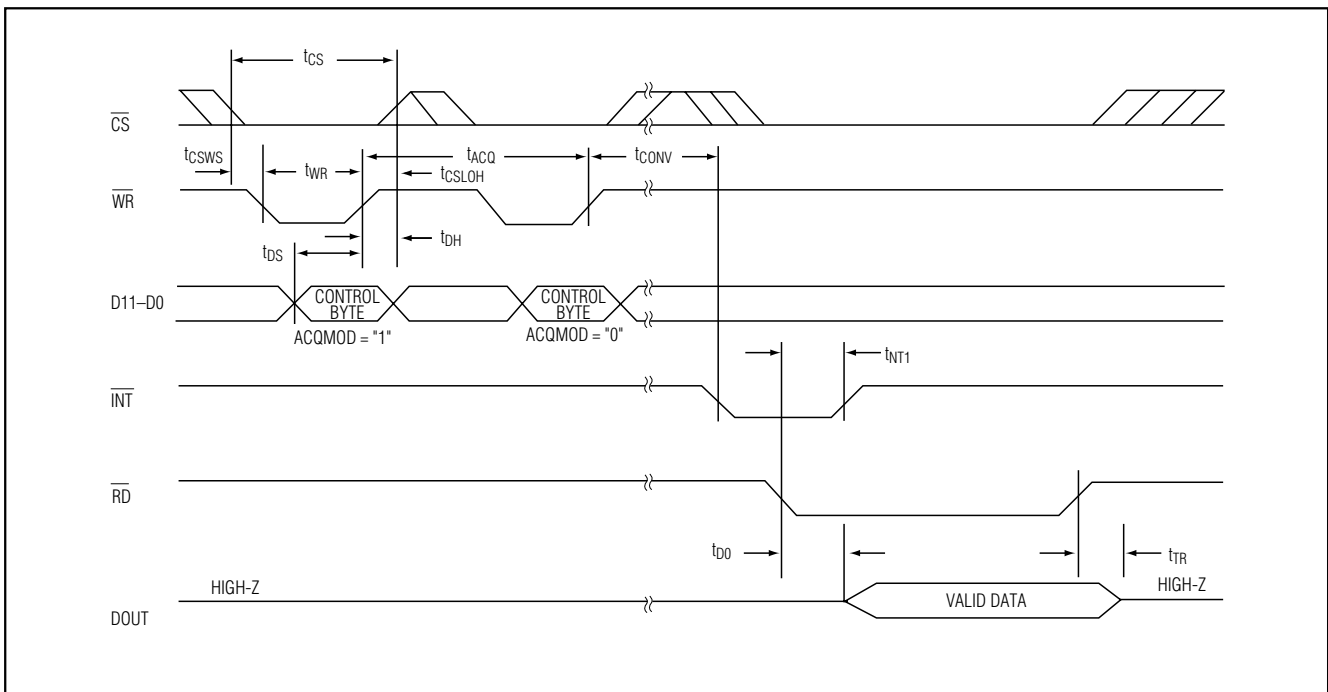 tCS
CS
tCSWS
tWR
tACQ
tCONV
tCSLOH
WR
tDH
tDS
D11–D0
CONTROL
BYTE
CONTROL
BYTE
ACQMOD = "1"
ACQMOD = "0"
tNT1
INT
RD
tD0
tTR
HIGH-Z
VALID DATA
HIGH-Z
DOUT